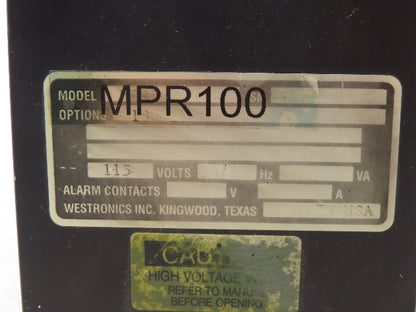 MODEL MPR100
OPTIONS 1
115 VOLTS Hz VA
ALARM CONTACTS V A
WESTRONICS INC. KINGWOOD, TEXAS USA
HIGH VOLTAGE
REFER TO
BEFORE OPENING